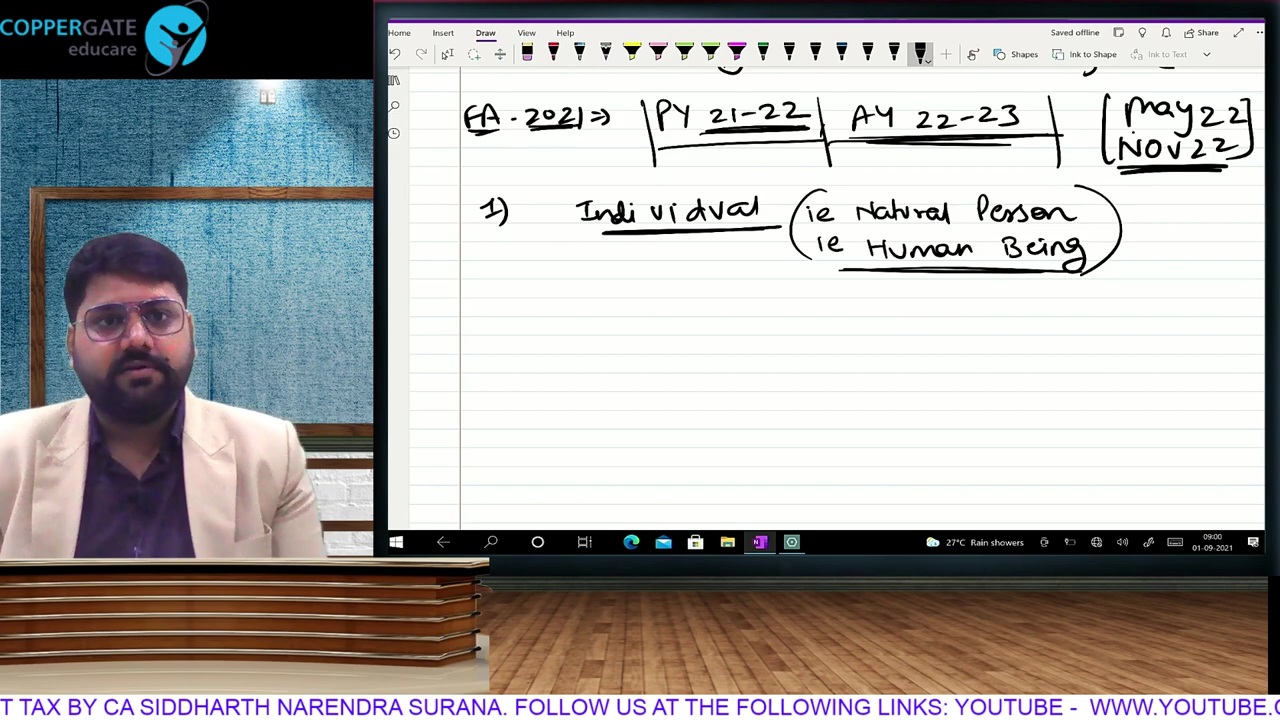 COPPERGATE
educare
Home Insert Draw View Help
Saved offline
Share
Shapes
Ink to Shape
Ink to Text
FA. 2021 ⇒ PY 21-22 AY 22-23 [May 22
NOV 22]
1) Individual (ie Natural Person
ie Human Being)
27°C Rain showers
09:00
01-09-2021
T TAX BY CA SIDDHARTH NARENDRA SURANA. FOLLOW US AT THE FOLLOWING LINKS: YOUTUBE - WWW.YOUTUBE.C